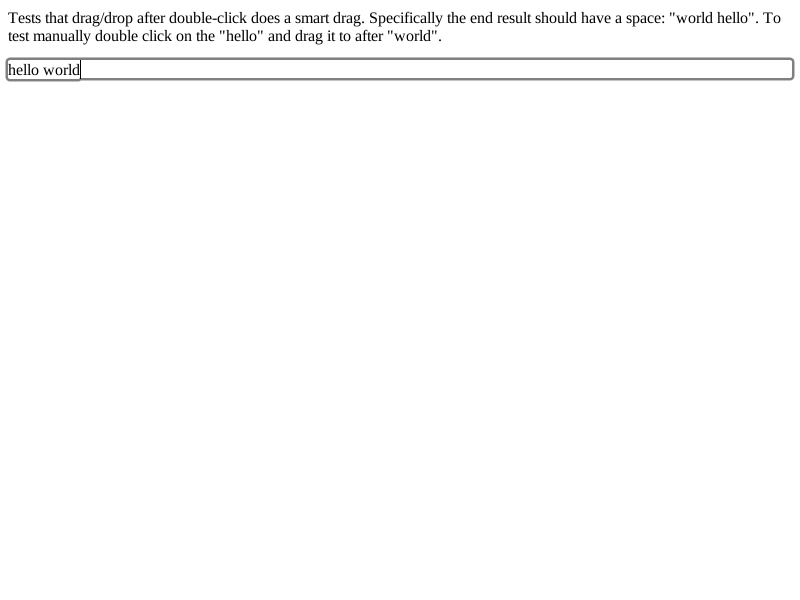 Tests that drag/drop after double-click does a smart drag. Specifically the end result should have a space: "world hello". To
test manually double click on the "hello" and drag it to after "world".
hello world